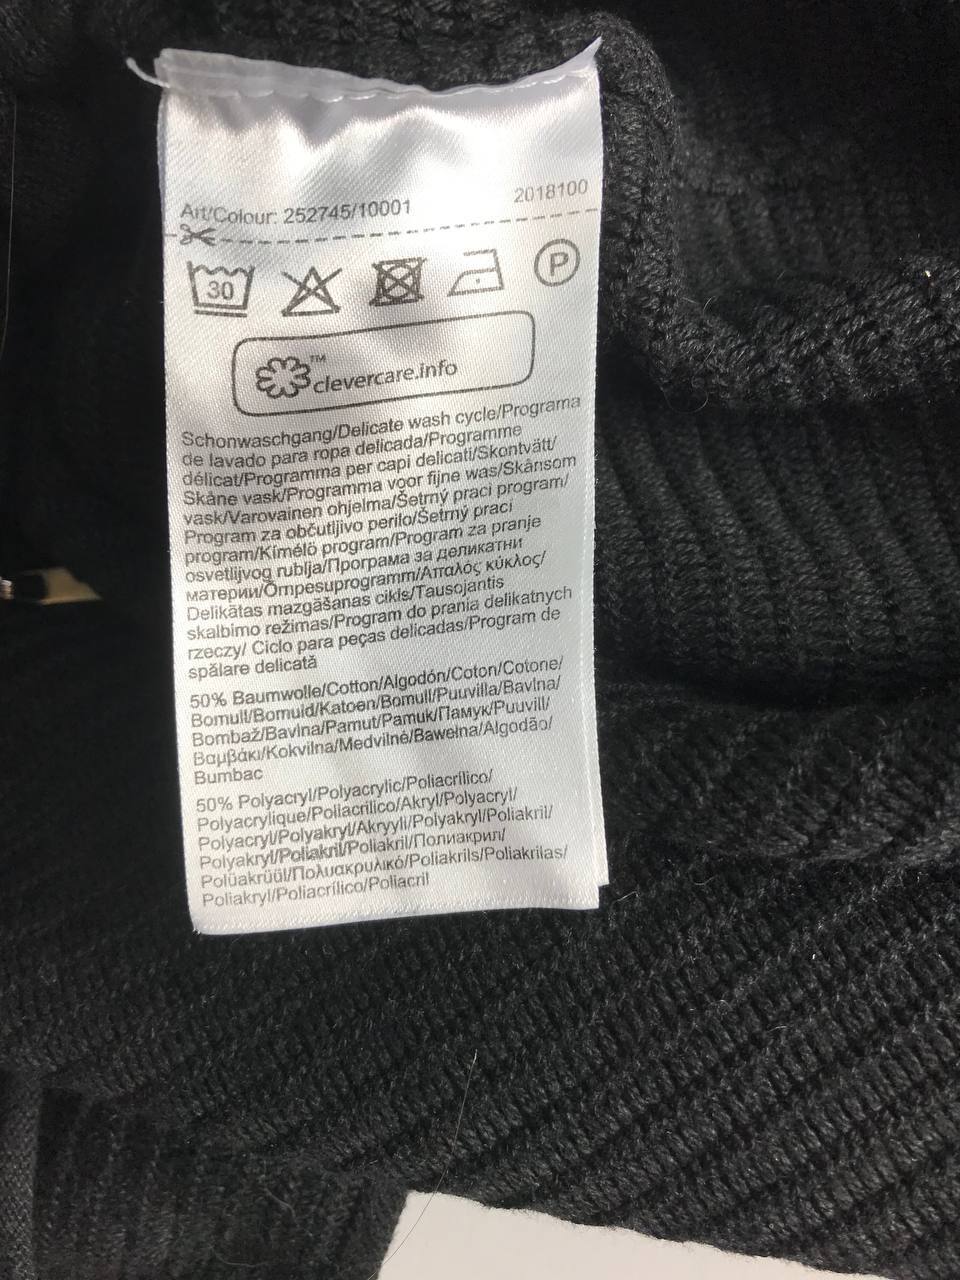 Art/Colour: 252745/10001
2018100
30
P
clevercare.info™
Schonwaschgang/Delicate wash cycle/Programa
de lavado para ropa delicada/Programme
délicat/Programma per capi delicati/Skontvätt/
Skåne vask/Programma voor fijne was/Skånsom
vask/Varovainen ohjelma/Šetrný praci program/
Program za občutljivo perilo/Šetrný praci
program/Kímélö program/Program za pranje
osvetlijvog rublja/Програма за деликатни
материи/Õmpesuprogramm/Απαλός κύκλος/
Delikātas mazgāšanas cikls/Tausojantis
skalbimo režimas/Program do prania delikatnych
rzeczy/ Ciclo para peças delicadas/Program de
spălare delicată
50% Baumwolle/Cotton/Algodón/Coton/Cotone/
Bomull/Bomuld/Katoen/Bomull/Puuvilla/Bavlna/
Bombaž/Bavlna/Pamut/Pamuk/Памук/Puuvill/
Βαμβάκι/Kokvilna/Medvilnė/Bawełna/Algodão/
Bumbac
50% Polyacryl/Polyacrylic/Poliacrílico/
Polyacrylique/Poliacrilico/Akryl/Polyacryl/
Polyacryl/Polyakryl/Akryyli/Polyakryl/Poliakril/
Polyakryl/Poliakril/Poliakril/Полиакрил/
Polüakrüül/Πολυακρυλικό/Poliakrils/Poliakrilas/
Poliakryl/Poliacrílico/Poliacril